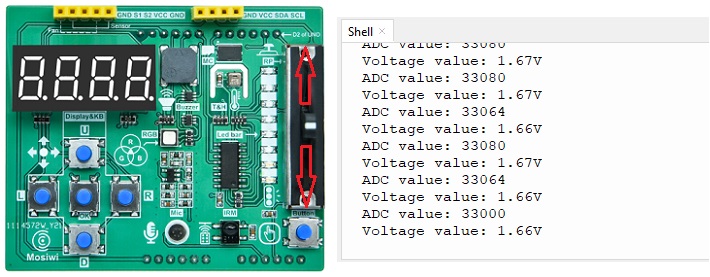 GND S1 S2 VCC GND
GND VCC SDA SCL
Fan
Sensor
D2 of UNO
MC
RP
Buzzer
T&H
Display&KB
U
RGB
R
G
B
Led bar
L
R
D
Mic
IRM
Button
1114572W_Y21
Mosiwi
Shell ×
ADC value: 33080
Voltage value: 1.67V
ADC value: 33080
Voltage value: 1.67V
ADC value: 33064
Voltage value: 1.66V
ADC value: 33080
Voltage value: 1.67V
ADC value: 33064
Voltage value: 1.66V
ADC value: 33000
Voltage value: 1.66V